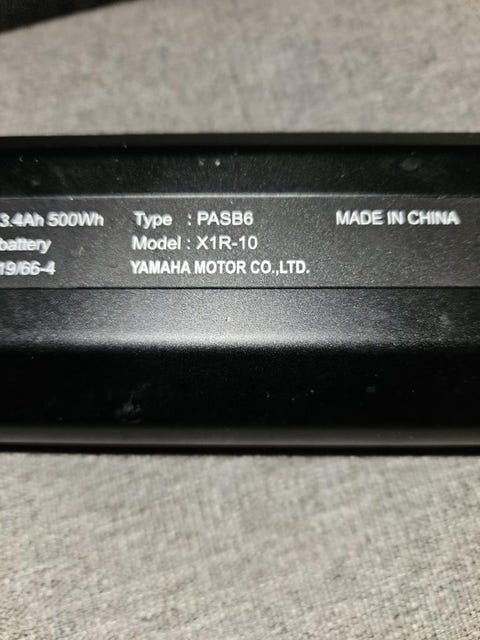 3.4Ah 500Wh Type : PASB6 MADE IN CHINA
battery Model : X1R-10
19/66-4 YAMAHA MOTOR CO.,LTD.